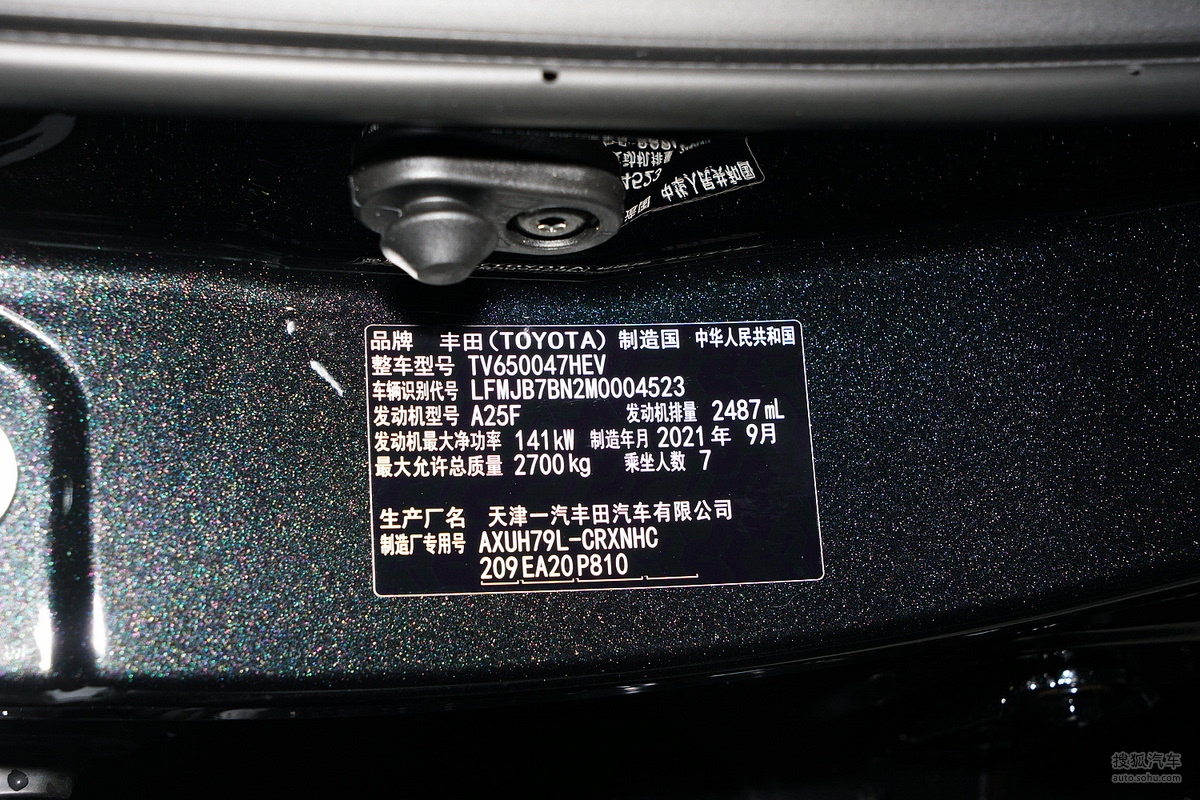 品牌 丰田(TOYOTA) 制造国 中华人民共和国
整车型号 TV650047HEV
车辆识别代号 LFMJB7BN2M0004523
发动机型号 A25F 发动机排量 2487mL
发动机最大净功率 141kW 制造年月 2021年 9月
最大允许总质量 2700kg 乘坐人数 7
生产厂名 天津一汽丰田汽车有限公司
制造厂专用号 AXUH79L-CRXNHC
209EA20P810
搜狐汽车
auto.sohu.com